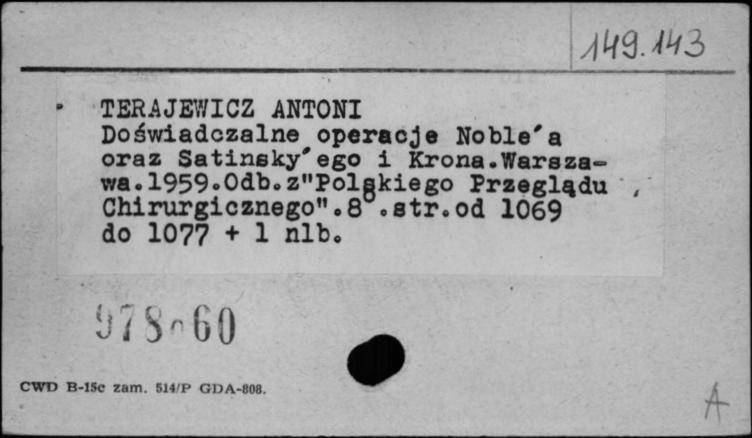 149.143
TERAJEWICZ ANTONI
Doświadczalne operacje Noble´a
oraz Satinsky´ego i Krona.Warsza-
wa.1959.Odb.z"Polskiego Przeglądu
Chirurgicznego".8°.str.od 1069
do 1077 + 1 nlb.
978 60
CWD B-15c zam. 514/P GDA-808.
A